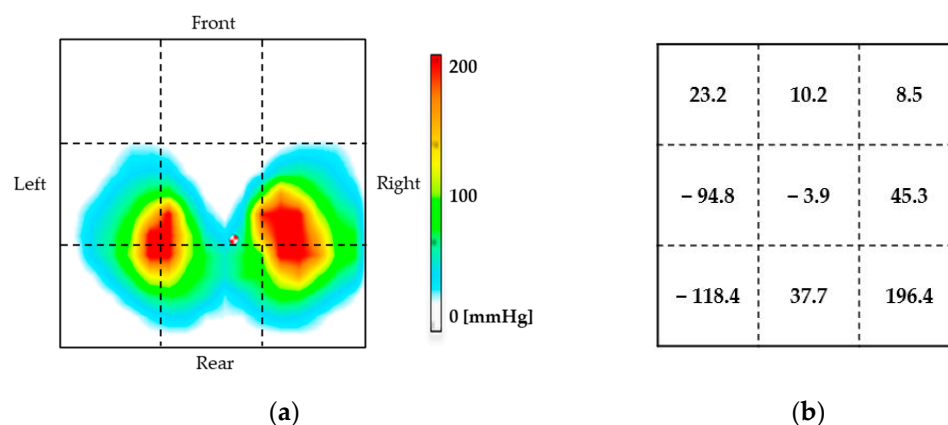 Front
Left
Right
Rear
200
100
0 [mmHg]
(a)
23.2 10.2 8.5
− 94.8 − 3.9 45.3
− 118.4 37.7 196.4
(b)